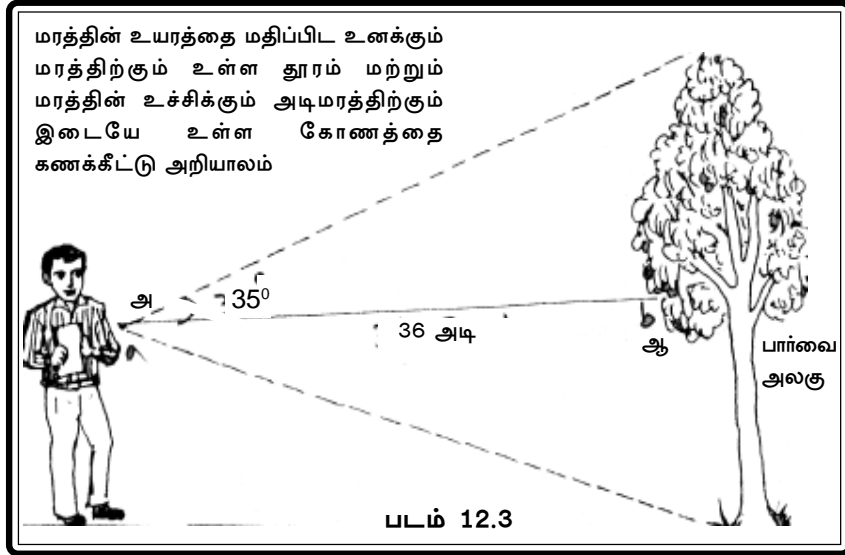 மரத்தின் உயரத்தை மதிப்பிட உனக்கும்
மரத்திற்கும் உள்ள தூரம் மற்றும்
மரத்தின் உச்சிக்கும் அடிமரத்திற்கும்
இடையே உள்ள கோணத்தை
கணக்கீட்டு அறியாலம்
அ
35⁰
36 அடி
ஆ
பார்வை
அலகு
படம் 12.3